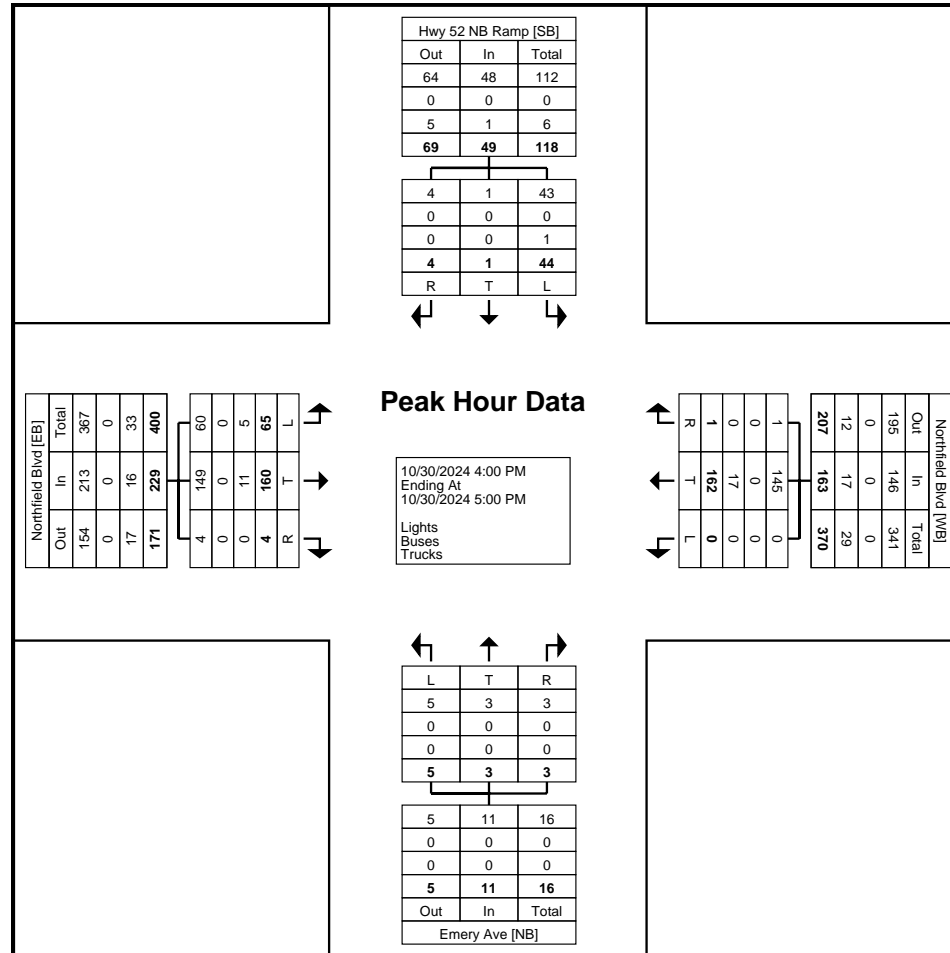 Hwy 52 NB Ramp [SB]
Out In Total
64 48 112
0 0 0
5 1 6
69 49 118
4 1 43
0 0 0
0 0 1
4 1 44
R T L
Peak Hour Data
10/30/2024 4:00 PM
Ending At
10/30/2024 5:00 PM
Lights
Buses
Trucks
Northfield Blvd [EB]
Total In Out
367 213 154
0 0 0
33 16 17
400 229 171
60 149 4
0 0 0
5 11 0
65 160 4
L T R
Northfield Blvd [WB]
Out In Total
195 146 341
0 0 0
12 17 29
207 163 370
1 145 0
0 0 0
0 17 0
1 162 0
R T L
L T R
5 3 3
0 0 0
0 0 0
5 3 3
5 11 16
0 0 0
0 0 0
5 11 16
Out In Total
Emery Ave [NB]